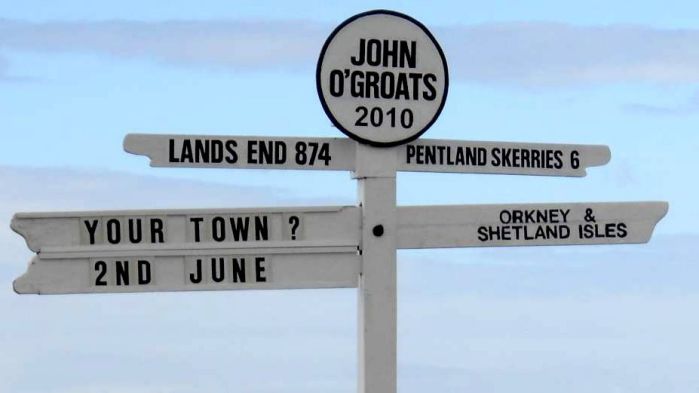 JOHN
O'GROATS
2010
LANDS END 874
PENTLAND SKERRIES 6
YOUR TOWN ?
2ND JUNE
ORKNEY &
SHETLAND ISLES